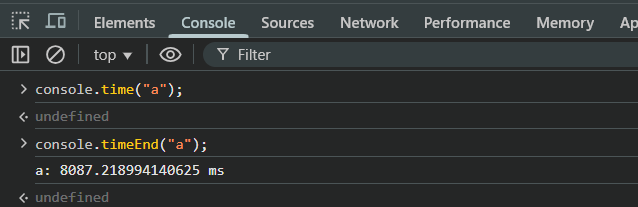 Elements Console Sources Network Performance Memory Ap
top Filter
console.time("a");
undefined
console.timeEnd("a");
a: 8087.218994140625 ms
undefined